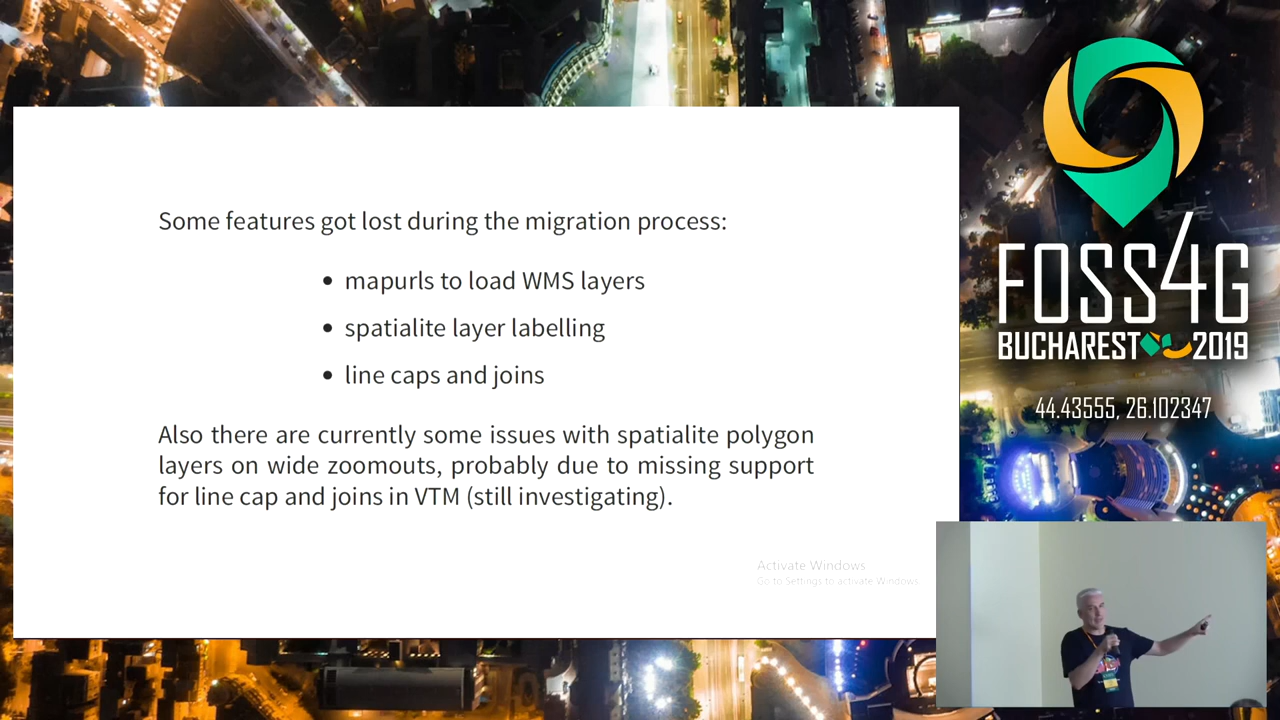 Some features got lost during the migration process:
• mapurls to load WMS layers
• spatialite layer labelling
• line caps and joins
Also there are currently some issues with spatialite polygon
layers on wide zoomouts, probably due to missing support
for line cap and joins in VTM (still investigating).
Activate Windows
Go to Settings to activate Windows.
FOSS4G
BUCHAREST 2019
44.43555, 26.102347